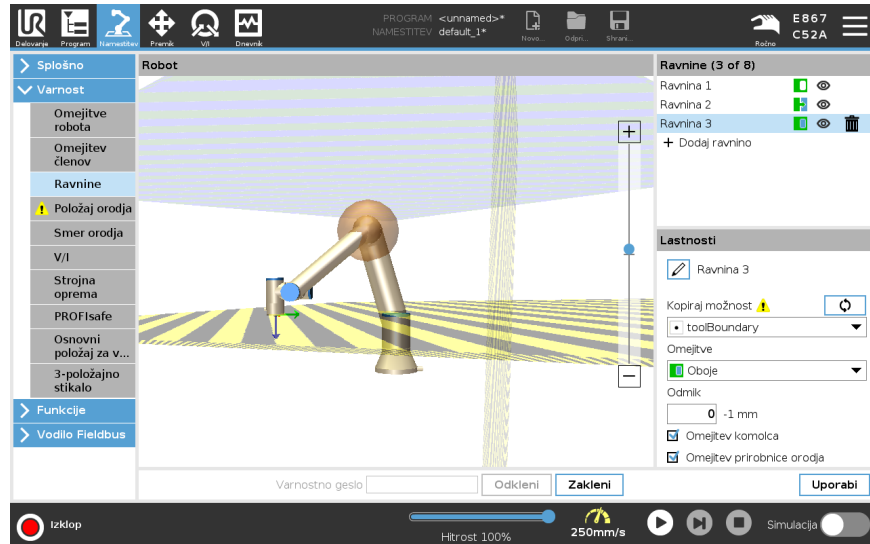 Delovanje
Program
Namestitev
Premik
V/I
Dnevnik
PROGRAM <unnamed>*
NAMESTITEV default_1*
Novo...
Odpri...
Shrani...
Ročno
E867
C52A
Splošno
Varnost
Omejitve
robota
Omejitev
členov
Ravnine
Položaj orodja
Smer orodja
V/I
Strojna
oprema
PROFIsafe
Osnovni
položaj za v...
3-položajno
stikalo
Funkcije
Vodilo Fieldbus
Robot
Ravnine (3 of 8)
Ravnina 1
Ravnina 2
Ravnina 3
+ Dodaj ravnino
Lastnosti
Ravnina 3
Kopiraj možnost
toolBoundary
Omejitve
Oboje
Odmik
0 -1 mm
Omejitev komolca
Omejitev prirobnice orodja
Varnostno geslo
Odkleni
Zakleni
Uporabi
Izklop
Hitrost 100%
250mm/s
Simulacija